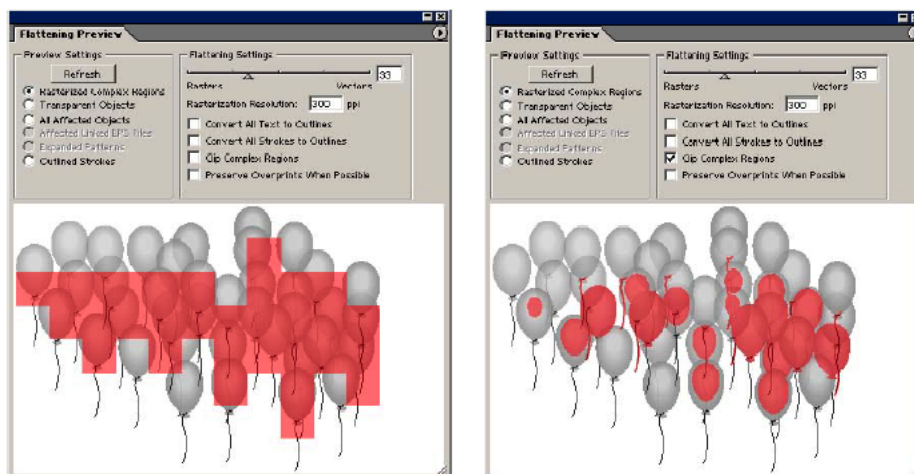 Flattening Preview
Preview Settings
Refresh
Rasterized Complex Regions
Transparent Objects
All Affected Objects
Affected Linked EPS Files
Expanded Patterns
Outlined Strokes
Flattening Settings
33
Rasters Vectors
Rasterization Resolution: 300 ppi
Convert All Text to Outlines
Convert All Strokes to Outlines
Clip Complex Regions
Preserve Overprints When Possible
Flattening Preview
Preview Settings
Refresh
Rasterized Complex Regions
Transparent Objects
All Affected Objects
Affected Linked EPS Files
Expanded Patterns
Outlined Strokes
Flattening Settings
33
Rasters Vectors
Rasterization Resolution: 300 ppi
Convert All Text to Outlines
Convert All Strokes to Outlines
Clip Complex Regions
Preserve Overprints When Possible